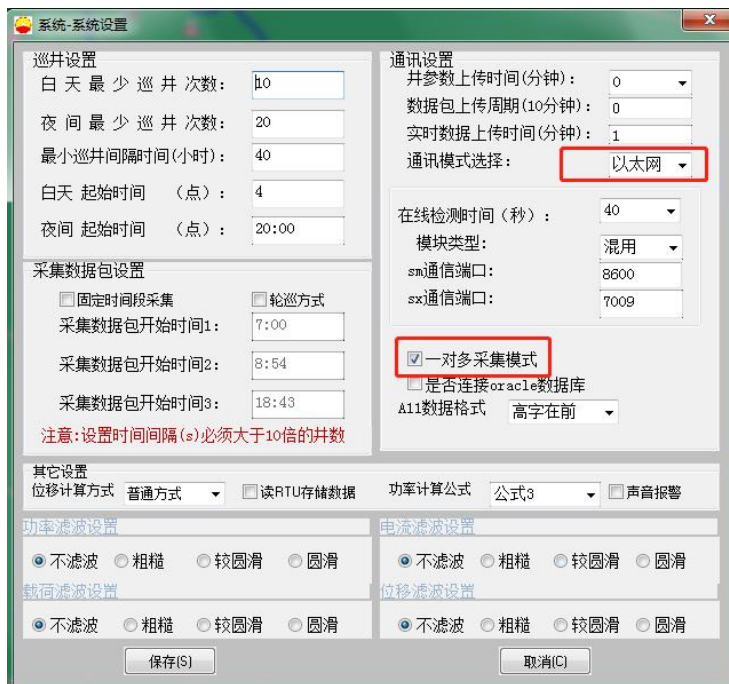 系统-系统设置
巡井设置
白天最少巡井次数: 10
夜间最少巡井次数: 20
最小巡井间隔时间(小时): 40
白天 起始时间 (点): 4
夜间 起始时间 (点): 20:00
通讯设置
井参数上传时间(分钟): 0
数据包上传周期(10分钟): 0
实时数据上传时间(分钟): 1
通讯模式选择: 以太网
在线检测时间(秒): 40
模块类型: 混用
sm通信端口: 8600
sx通信端口: 7009
一对多采集模式
是否连接oracle数据库
A11数据格式 高字在前
采集数据包设置
固定时间段采集 轮巡方式
采集数据包开始时间1: 7:00
采集数据包开始时间2: 8:54
采集数据包开始时间3: 18:43
注意:设置时间间隔(s)必须大于10倍的井数
其它设置
位移计算方式 普通方式 读RTU存储数据 功率计算公式 公式3 声音报警
功率滤波设置
不滤波 粗糙 较圆滑 圆滑
电流滤波设置
不滤波 粗糙 较圆滑 圆滑
载荷滤波设置
不滤波 粗糙 较圆滑 圆滑
位移滤波设置
不滤波 粗糙 较圆滑 圆滑
保存(S) 取消(C)